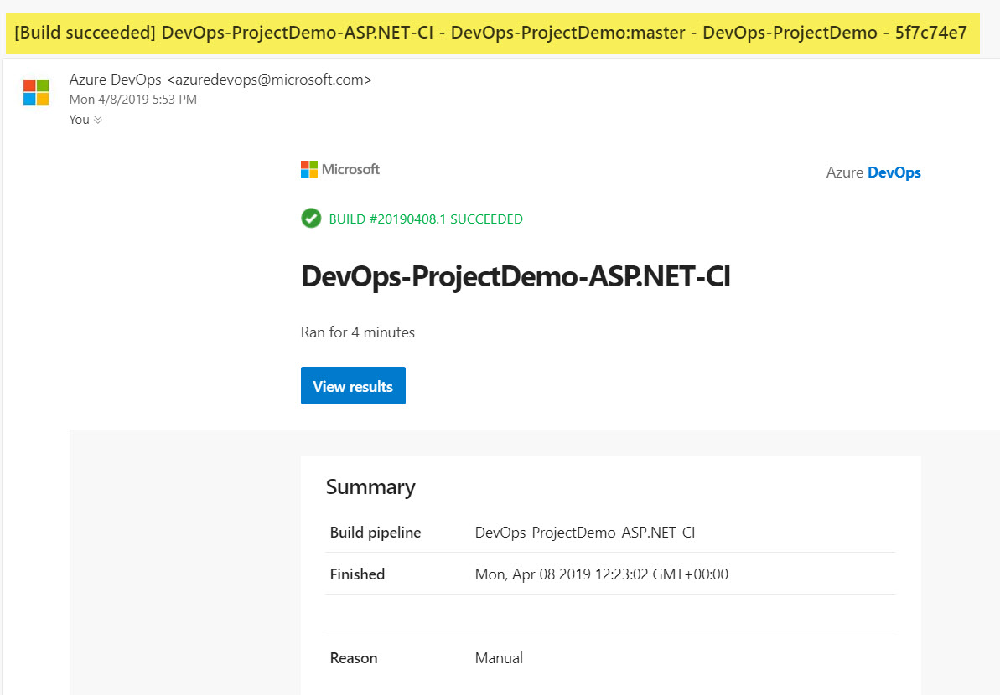 [Build succeeded] DevOps-ProjectDemo-ASP.NET-CI - DevOps-ProjectDemo:master - DevOps-ProjectDemo - 5f7c74e7
Azure DevOps <azuredevops@microsoft.com>
Mon 4/8/2019 5:53 PM
You
Microsoft
Azure DevOps
BUILD #20190408.1 SUCCEEDED
DevOps-ProjectDemo-ASP.NET-CI
Ran for 4 minutes
View results
Summary
Build pipeline DevOps-ProjectDemo-ASP.NET-CI
Finished Mon, Apr 08 2019 12:23:02 GMT+00:00
Reason Manual